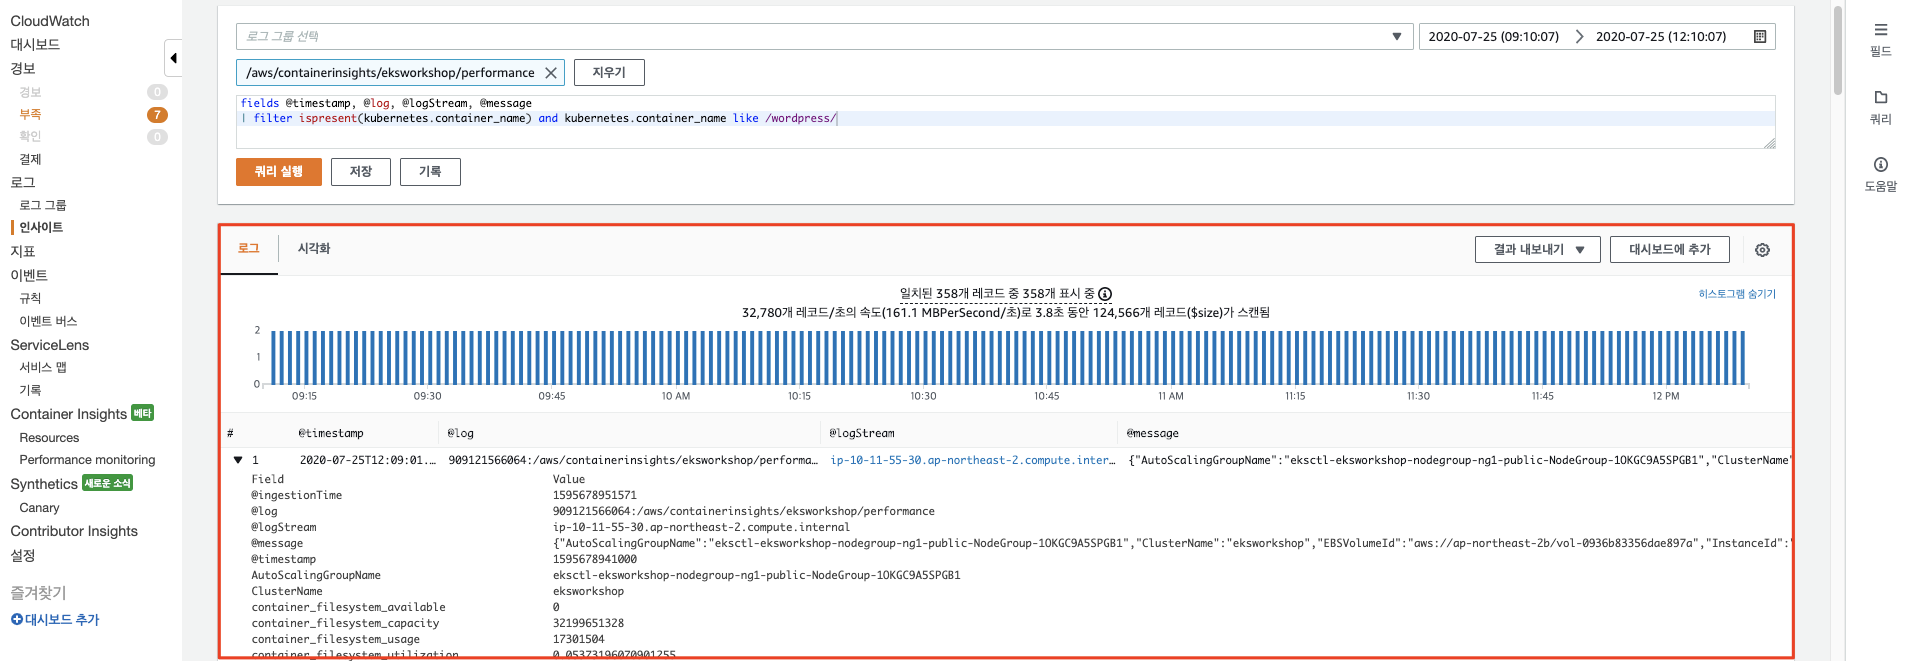 CloudWatch
대시보드
경보
경보 0
부족 7
확인 0
결제
로그
로그 그룹
인사이트
지표
이벤트
규칙
이벤트 버스
ServiceLens
서비스 맵
기록
Container Insights 베타
Resources
Performance monitoring
Synthetics 새로운 소식
Canary
Contributor Insights
설정
즐겨찾기
대시보드 추가
로그 그룹 선택
2020-07-25 (09:10:07) 2020-07-25 (12:10:07)
/aws/containerinsights/eksworkshop/performance 지우기
fields @timestamp, @log, @logStream, @message
| filter ispresent(kubernetes.container_name) and kubernetes.container_name like /wordpress/
쿼리 실행 저장 기록
로그 시각화 결과 내보내기 대시보드에 추가
일치된 358개 레코드 중 358개 표시 중
히스토그램 숨기기
32,780개 레코드/초의 속도(161.1 MBPerSecond/초)로 3.8초 동안 124,566개 레코드($size)가 스캔됨
2
1
0
09:15 09:30 09:45 10 AM 10:15 10:30 10:45 11 AM 11:15 11:30 11:45 12 PM
# @timestamp @log @logStream @message
1 2020-07-25T12:09:01.... 909121566064:/aws/containerinsights/eksworkshop/performa... ip-10-11-55-30.ap-northeast-2.compute.inter... {"AutoScalingGroupName":"eksctl-eksworkshop-nodegroup-ng1-public-NodeGroup-1OKGC9A5SPGB1","ClusterName"
Field Value
@ingestionTime 1595678951571
@log 909121566064:/aws/containerinsights/eksworkshop/performance
@logStream ip-10-11-55-30.ap-northeast-2.compute.internal
@message {"AutoScalingGroupName":"eksctl-eksworkshop-nodegroup-ng1-public-NodeGroup-1OKGC9A5SPGB1","ClusterName":"eksworkshop","EBSVolumeId":"aws://ap-northeast-2b/vol-0936b83356dae897a","InstanceId":"
@timestamp 1595678941000
AutoScalingGroupName eksctl-eksworkshop-nodegroup-ng1-public-NodeGroup-1OKGC9A5SPGB1
ClusterName eksworkshop
container_filesystem_available 0
container_filesystem_capacity 32199651328
container_filesystem_usage 17301504
container_filesystem_utilization 0.05373196070901255
필드
쿼리
도움말